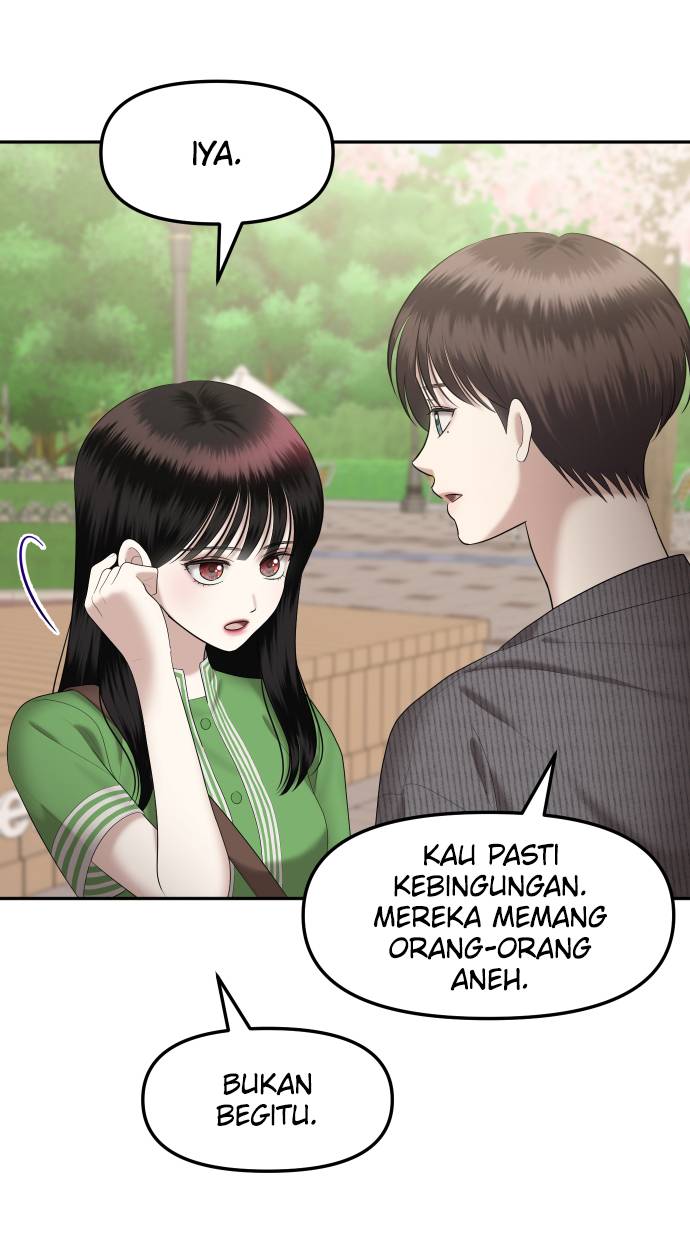 IYA.
KAU PASTI
KEBINGUNGAN.
MEREKA MEMANG
ORANG-ORANG
ANEH.
BUKAN
BEGITU.